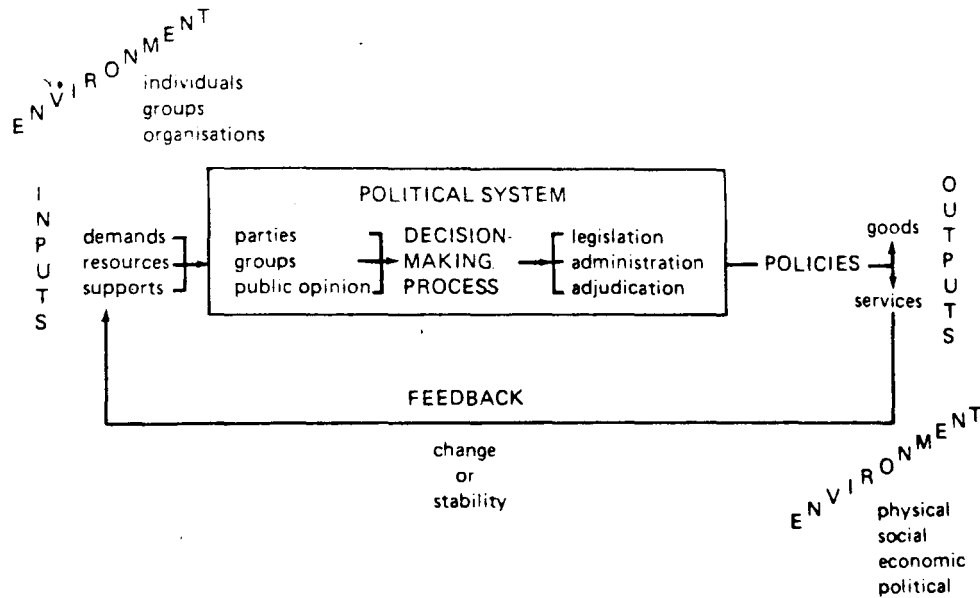 ENVIRONMENT
individuals
groups
organisations
INPUTS
demands
resources
supports
POLITICAL SYSTEM
parties
groups
public opinion
DECISION-
MAKING
PROCESS
legislation
administration
adjudication
POLICIES
goods
services
OUTPUTS
FEEDBACK
change
or
stability
ENVIRONMENT
physical
social
economic
political